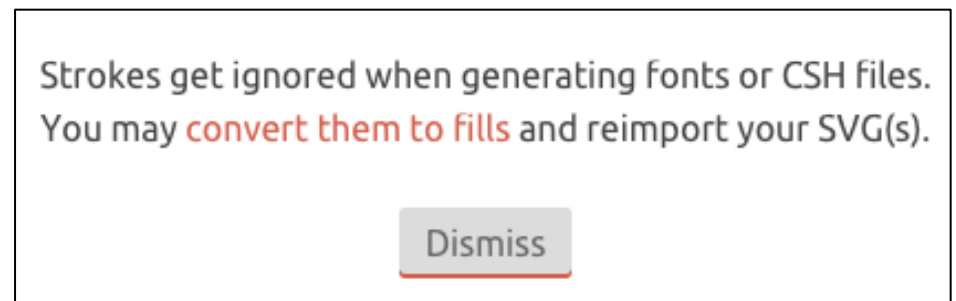 Strokes get ignored when generating fonts or CSH files.
You may convert them to fills and reimport your SVG(s).
Dismiss